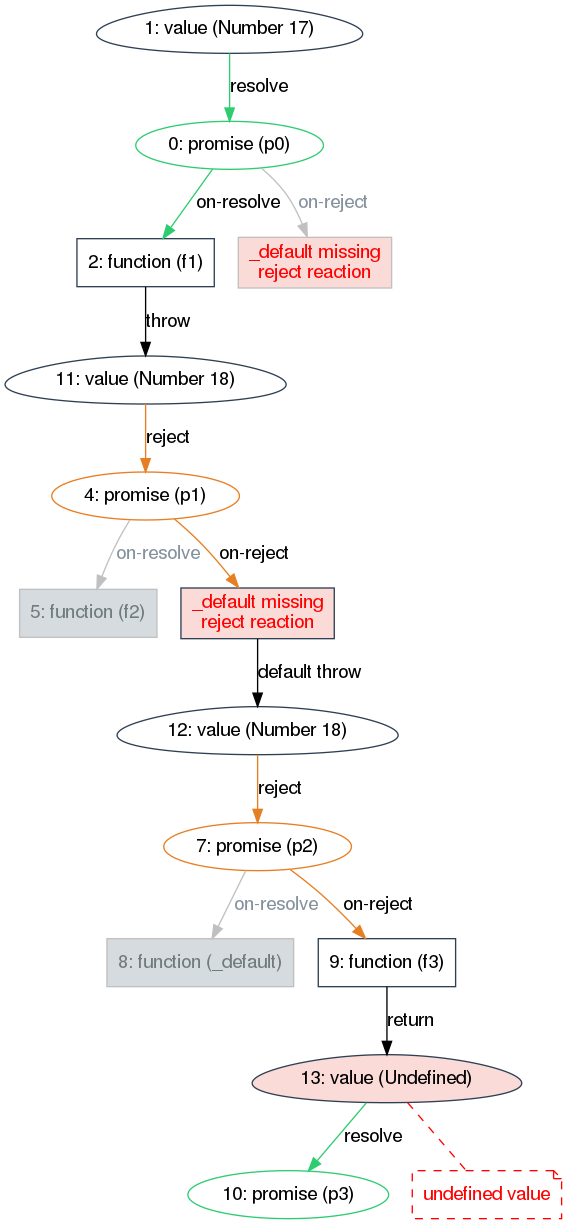 1: value (Number 17)
resolve
0: promise (p0)
on-resolve
on-reject
2: function (f1)
_default missing
reject reaction
throw
11: value (Number 18)
reject
4: promise (p1)
on-resolve
on-reject
5: function (f2)
_default missing
reject reaction
default throw
12: value (Number 18)
reject
7: promise (p2)
on-resolve
on-reject
8: function (_default)
9: function (f3)
return
13: value (Undefined)
resolve
10: promise (p3)
undefined value